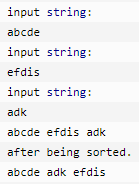 input string:
abcde
input string:
efdis
input string:
adk
abcde efdis adk
after being sorted.
abcde adk efdis